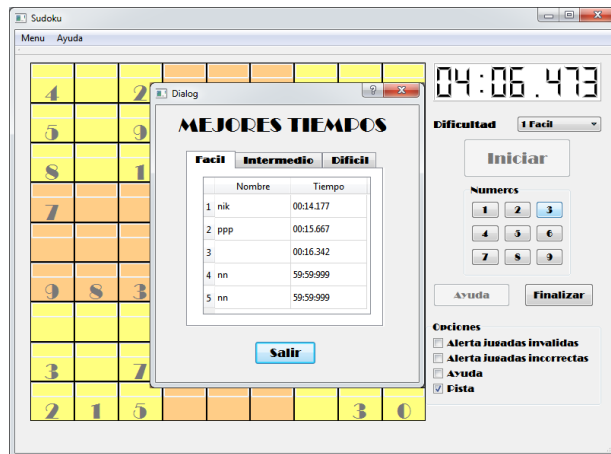 Sudoku
Menu Ayuda
4 2
5 9
8 1
7
9 8 3
3 7
2 1 5 3 0
Dialog
MEJORES TIEMPOS
Facil Intermedio Dificil
Nombre Tiempo
1 nik 00:14.177
2 ppp 00:15.667
3 00:16.342
4 nn 59:59:999
5 nn 59:59:999
Salir
04:06.473
Dificultad 1 Facil
Iniciar
Numeros
1 2 3
4 5 6
7 8 9
Ayuda Finalizar
Opciones
Alerta jugadas invalidas
Alerta jugadas incorrectas
Ayuda
Pista